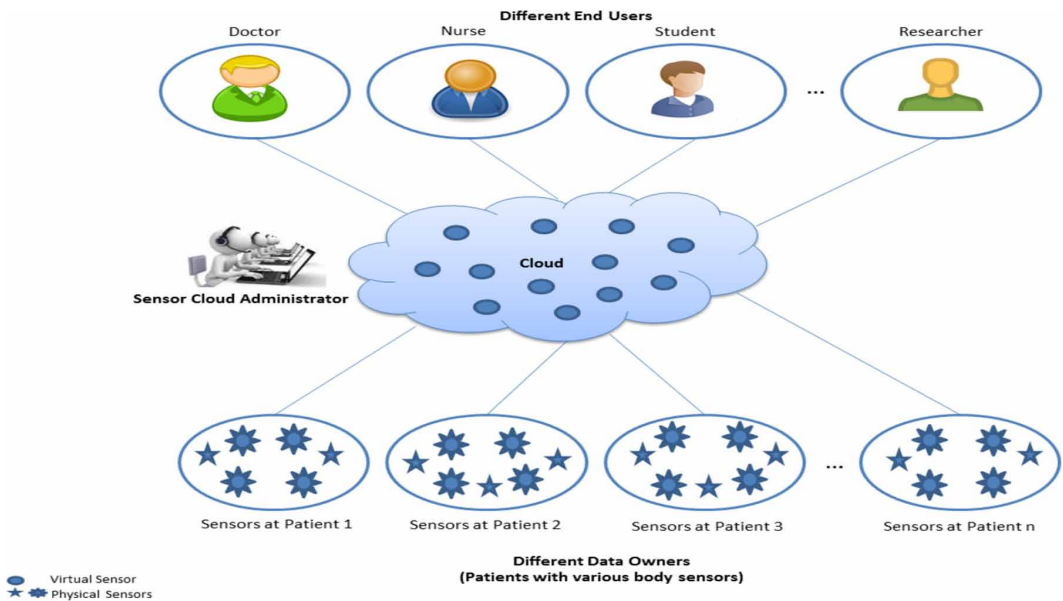 Different End Users
Doctor
Nurse
Student
Researcher
...
Cloud
Sensor Cloud Administrator
...
Sensors at Patient 1
Sensors at Patient 2
Sensors at Patient 3
Sensors at Patient n
Different Data Owners
(Patients with various body sensors)
Virtual Sensor
Physical Sensors